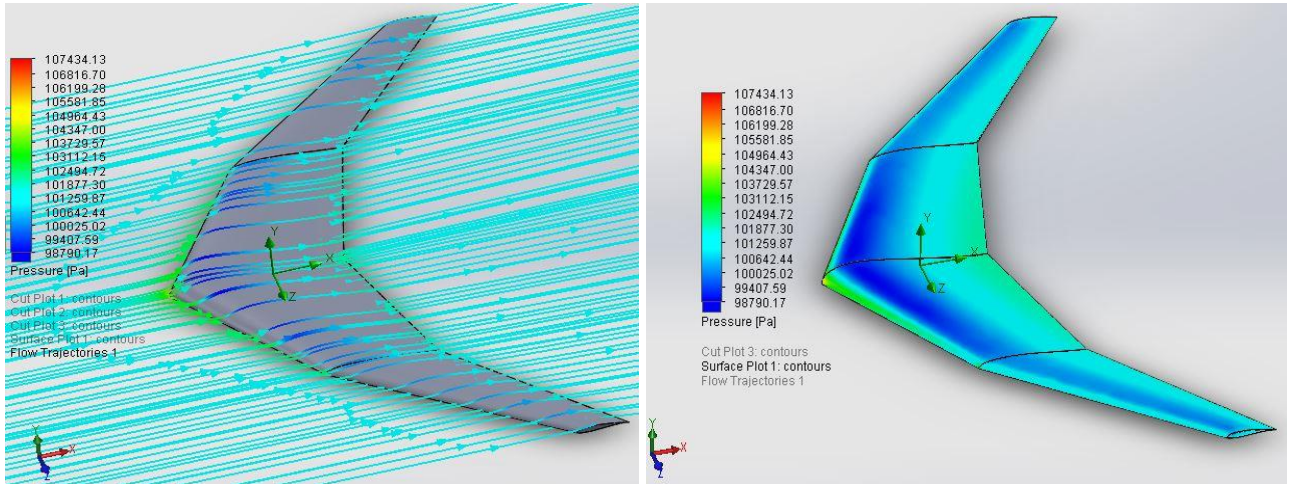 107434.13
106816.70
106199.28
105581.85
104964.43
104347.00
103729.57
103112.15
102494.72
101877.30
101259.87
100642.44
100025.02
99407.59
98790.17
Pressure [Pa]
Cut Plot 1: contours
Cut Plot 2: contours
Cut Plot 3: contours
Surface Plot 1: contours
Flow Trajectories 1
Y
X
Z
Y
X
Z
107434.13
106816.70
106199.28
105581.85
104964.43
104347.00
103729.57
103112.15
102494.72
101877.30
101259.87
100642.44
100025.02
99407.59
98790.17
Pressure [Pa]
Cut Plot 3: contours
Surface Plot 1: contours
Flow Trajectories 1
Y
X
Z
Y
X
Z